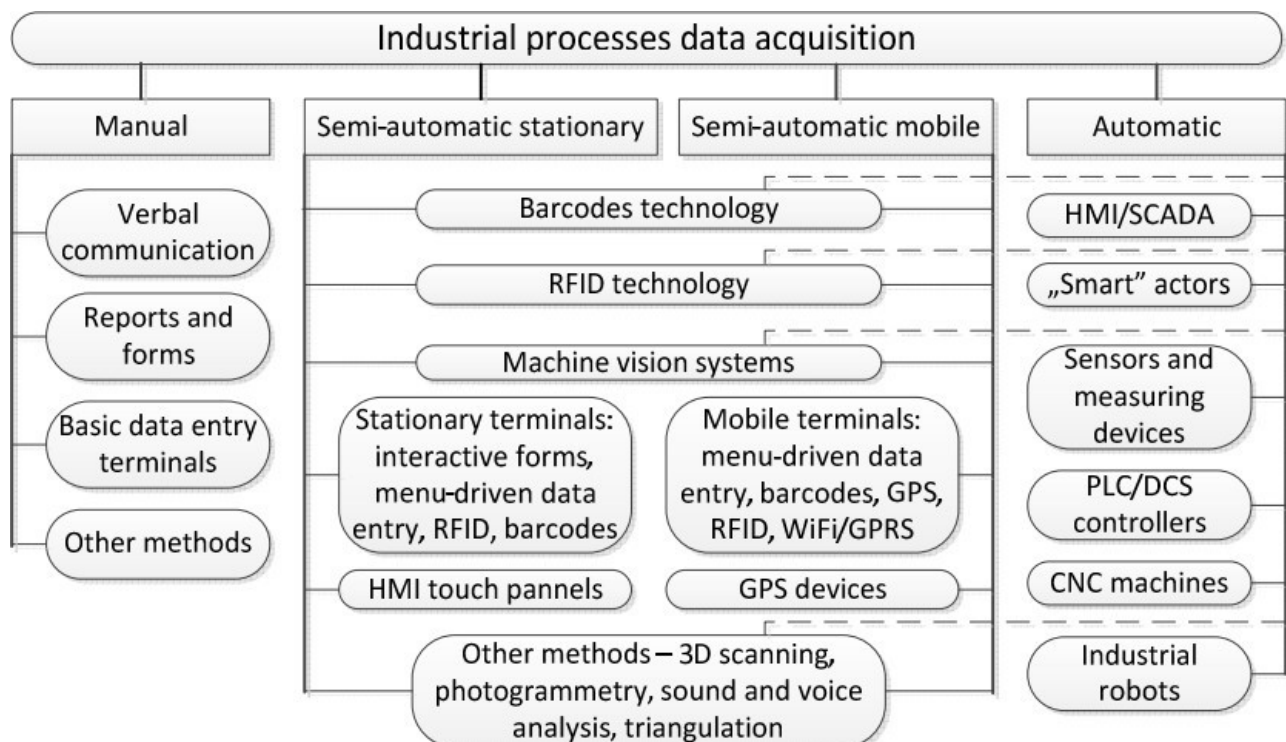 Industrial processes data acquisition
Manual
Semi-automatic stationary
Semi-automatic mobile
Automatic
Verbal
communication
Reports and
forms
Basic data entry
terminals
Other methods
Barcodes technology
RFID technology
Machine vision systems
Stationary terminals:
interactive forms,
menu-driven data
entry, RFID, barcodes
Mobile terminals:
menu-driven data
entry, barcodes, GPS,
RFID, WiFi/GPRS
HMI touch pannels
GPS devices
Other methods – 3D scanning,
photogrammetry, sound and voice
analysis, triangulation
HMI/SCADA
„Smart” actors
Sensors and
measuring
devices
PLC/DCS
controllers
CNC machines
Industrial
robots